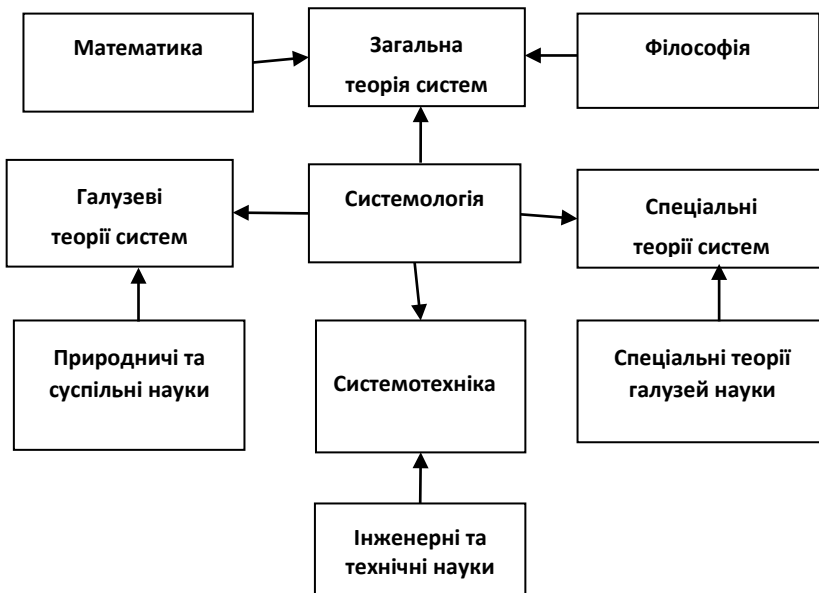 Математика
Загальна
теорія систем
Філософія
Галузеві
теорії систем
Системологія
Спеціальні
теорії систем
Природничі та
суспільні науки
Системотехніка
Спеціальні теорії
галузей науки
Інженерні та
технічні науки